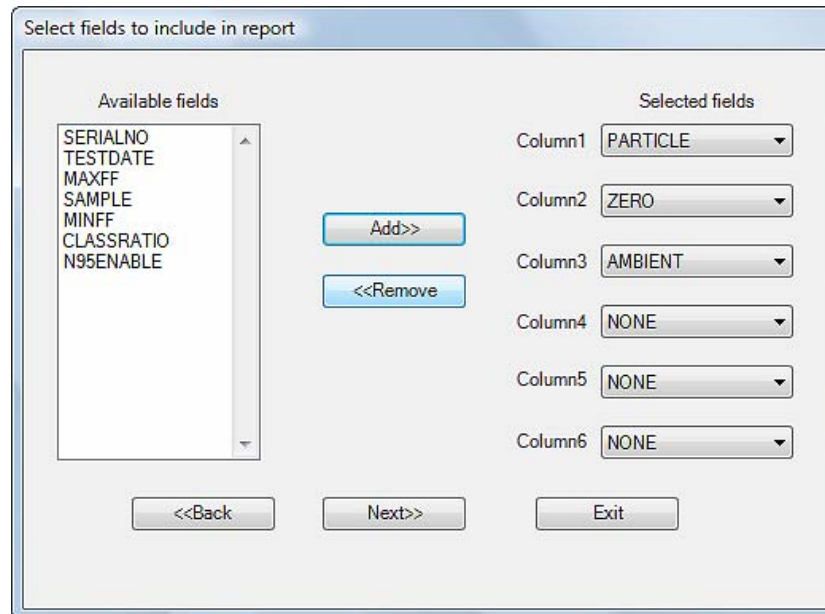 Select fields to include in report
Available fields
SERIALNO
TESTDATE
MAXFF
SAMPLE
MINFF
CLASSRATIO
N95ENABLE
Add>>
<<Remove
Selected fields
Column1 PARTICLE
Column2 ZERO
Column3 AMBIENT
Column4 NONE
Column5 NONE
Column6 NONE
<<Back
Next>>
Exit